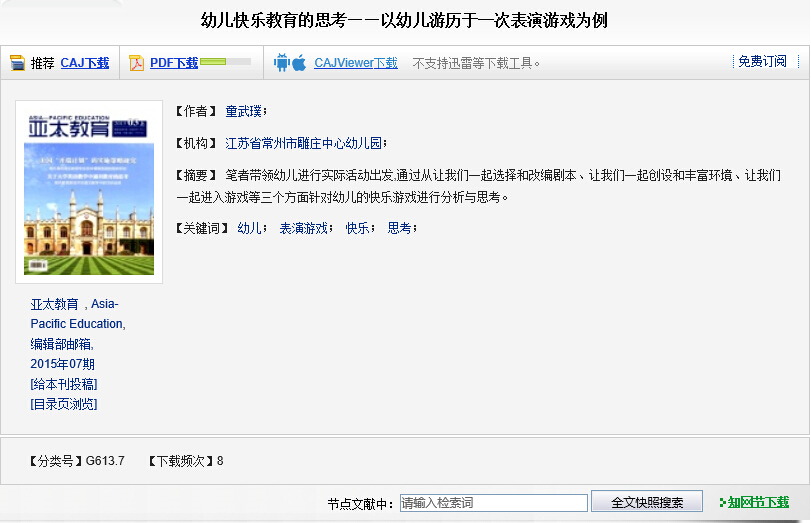 幼儿快乐教育的思考——以幼儿游历于一次表演游戏为例
推荐 CAJ下载 PDF下载 CAJViewer下载 不支持迅雷等下载工具。 免费订阅
【作者】 童武璞；
【机构】 江苏省常州市雕庄中心幼儿园；
【摘要】 笔者带领幼儿进行实际活动出发,通过从让我们一起选择和改编剧本、让我们一起创设和丰富环境、让我们
一起进入游戏等三个方面针对幼儿的快乐游戏进行分析与思考。
【关键词】 幼儿； 表演游戏； 快乐； 思考；
ASIA-PACIFIC EDUCATION
亚太教育
亚太教育 , Asia-
Pacific Education,
编辑部邮箱,
2015年07期
[给本刊投稿]
[目录页浏览]
【分类号】G613.7 【下载频次】8
节点文献中： 请输入检索词 全文快照搜索 知网节下载